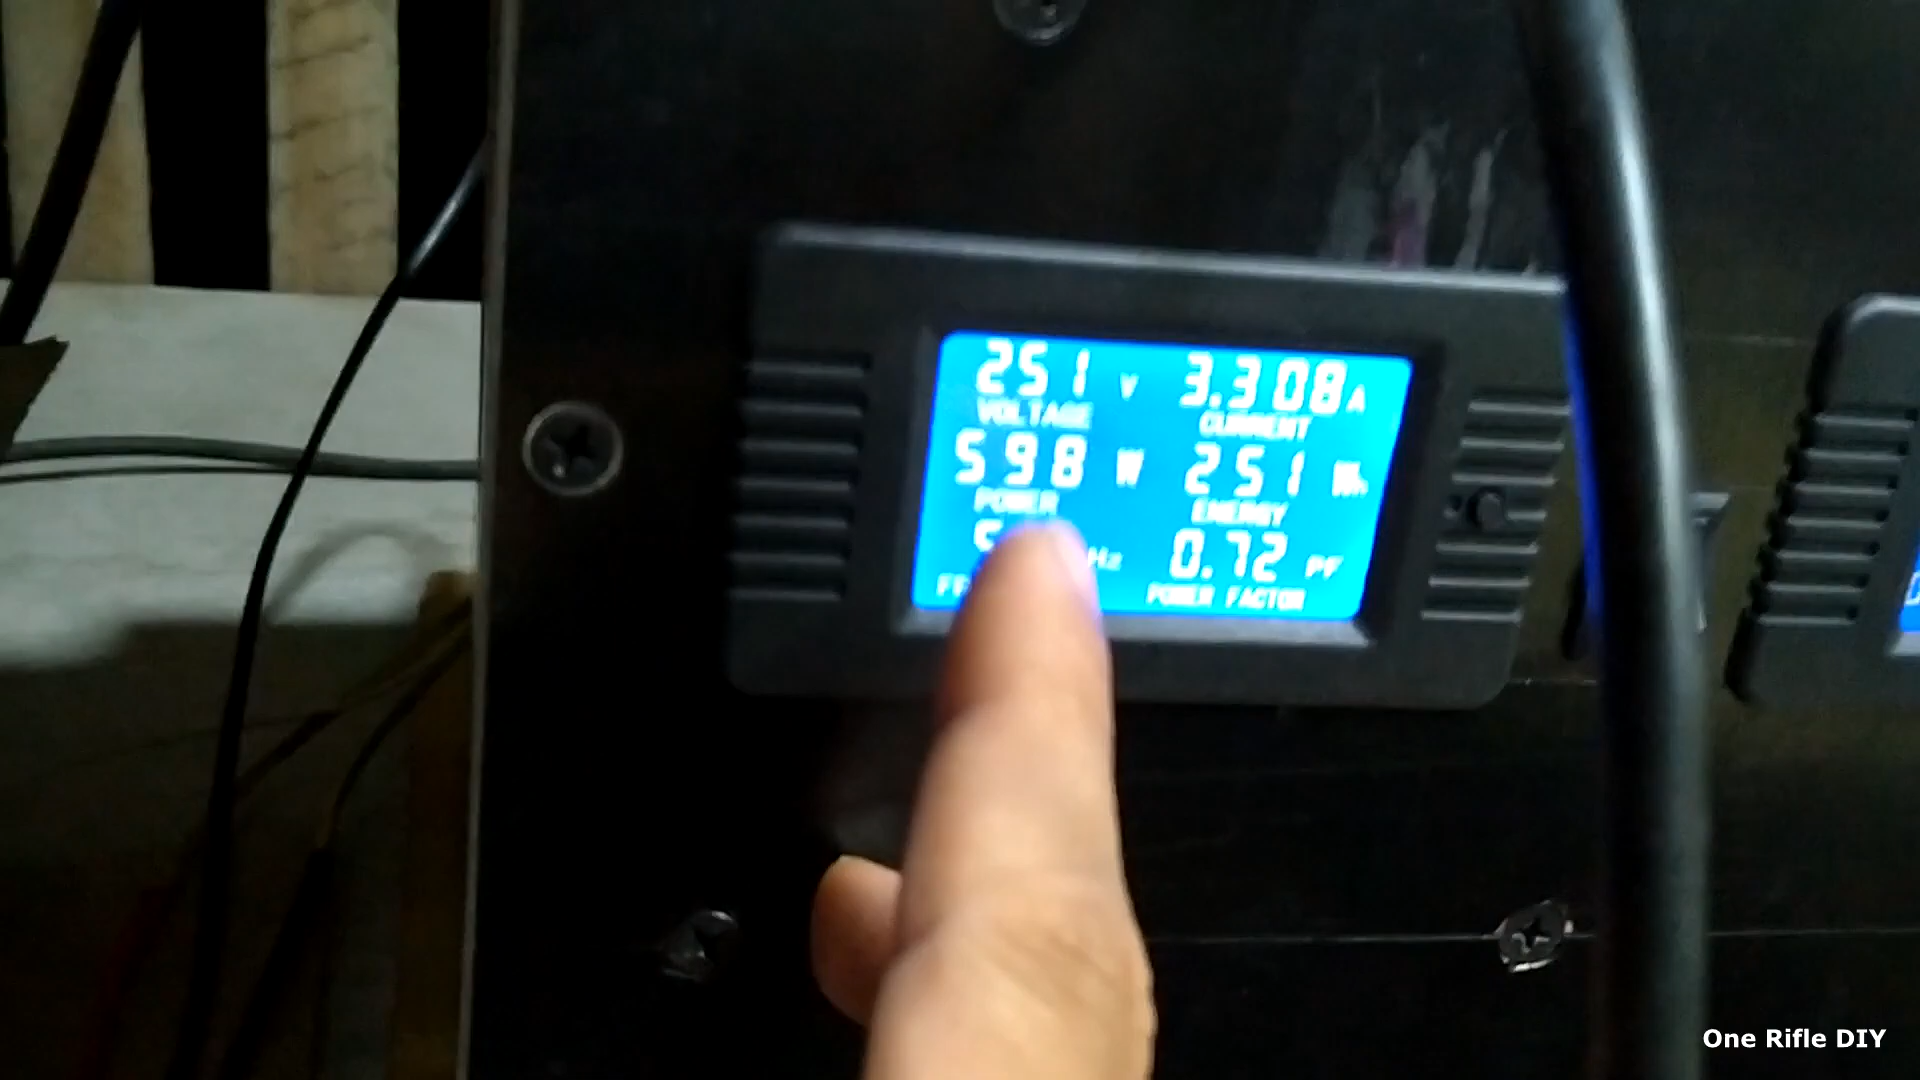 251 V 3.308 A
VOLTAGE CURRENT
598 W 251 Wh
POWER ENERGY
Hz 0.72 PF
POWER FACTOR
One Rifle DIY